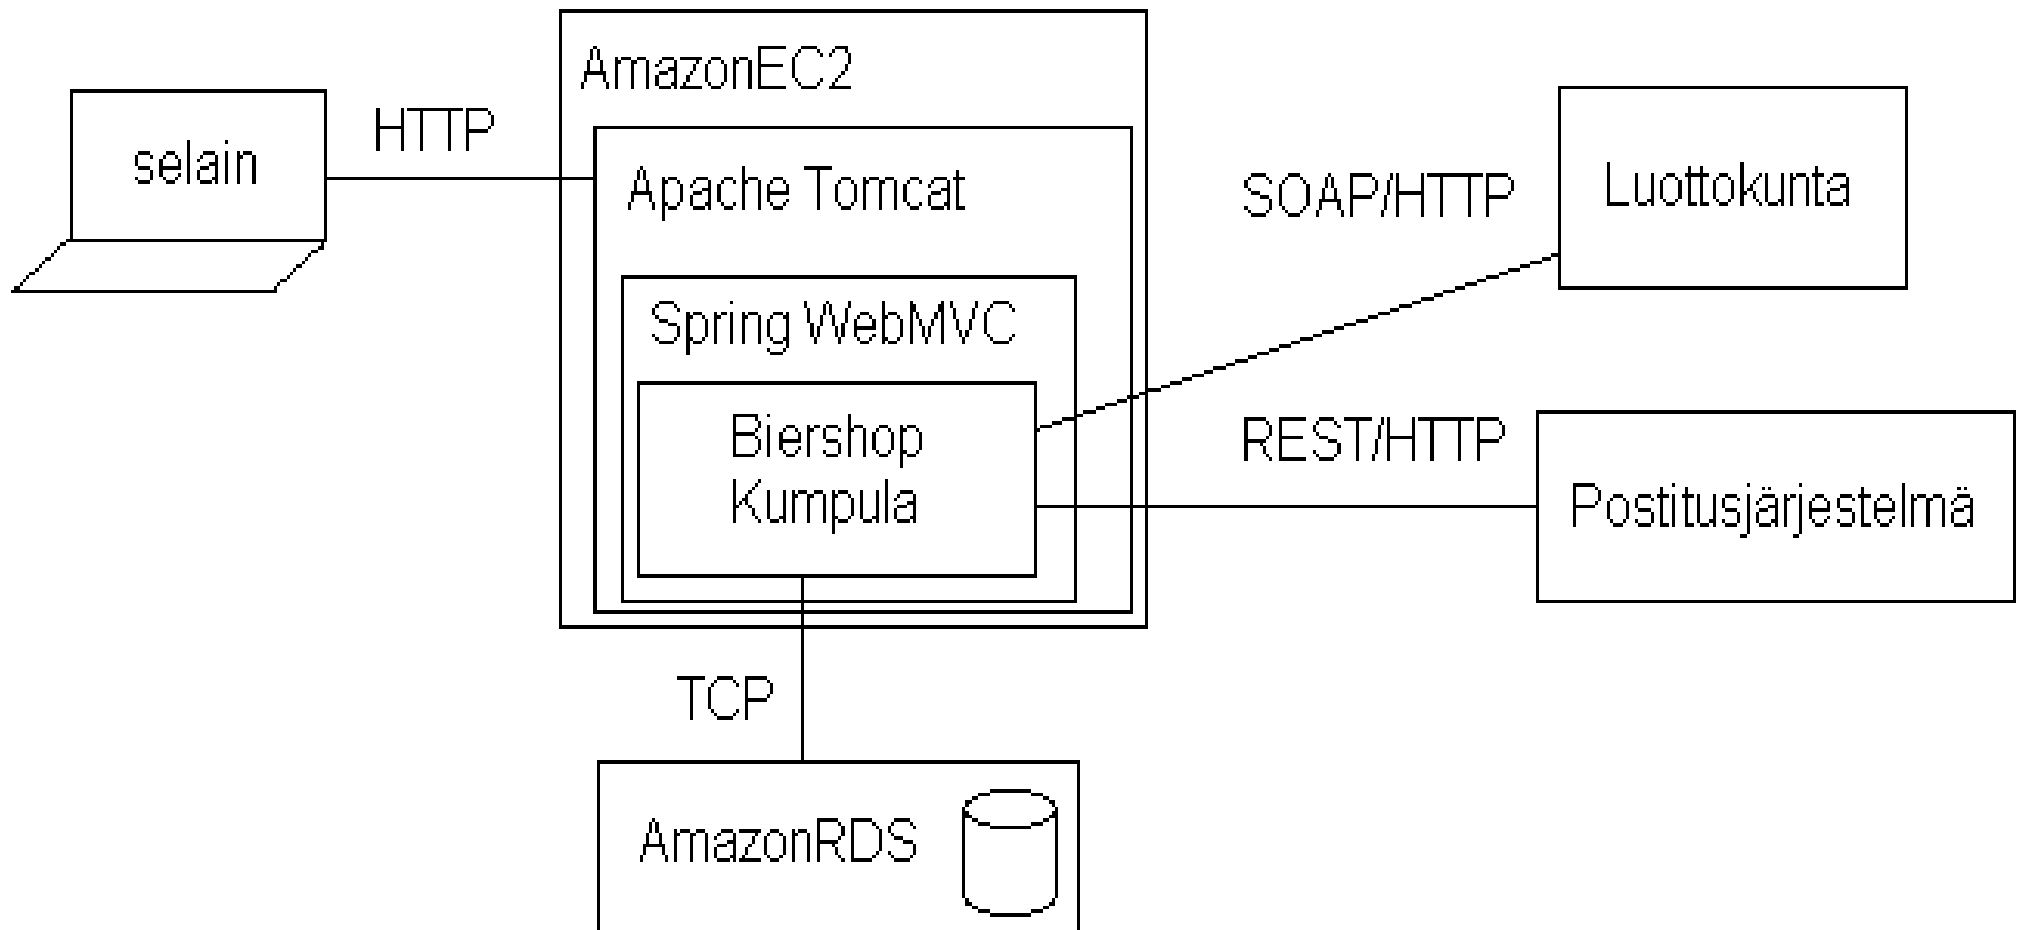 AmazonEC2
selain
HTTP
Apache Tomcat
SOAP/HTTP
Luottokunta
Spring WebMVC
Biershop
Kumpula
REST/HTTP
Postitusjärjestelmä
TCP
AmazonRDS